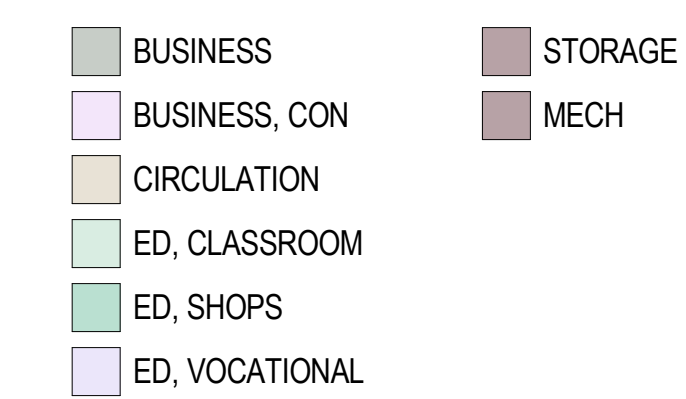 BUSINESS
BUSINESS, CON
CIRCULATION
ED, CLASSROOM
ED, SHOPS
ED, VOCATIONAL
STORAGE
MECH